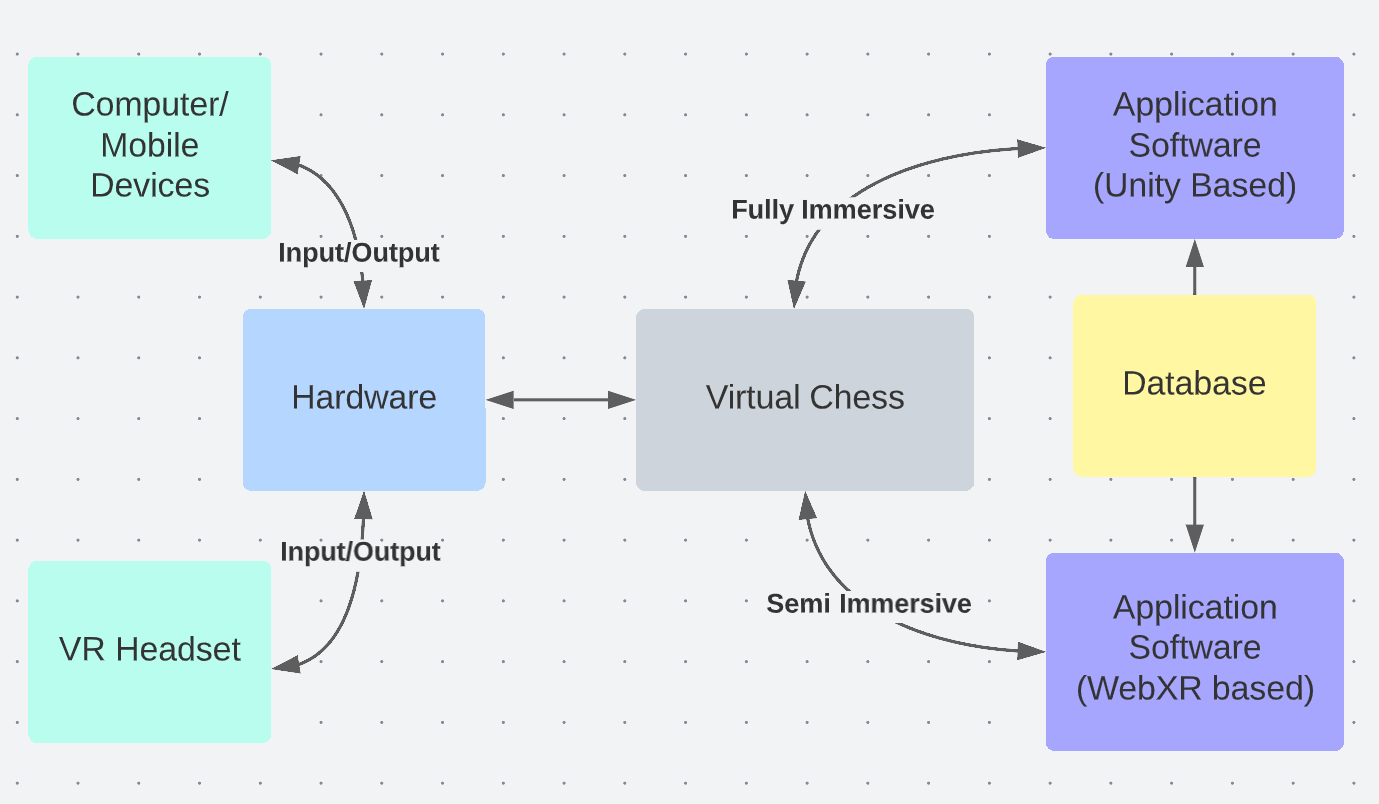 Computer/
Mobile
Devices
Application
Software
(Unity Based)
Fully Immersive
Input/Output
Hardware
Virtual Chess
Database
Input/Output
VR Headset
Semi Immersive
Application
Software
(WebXR based)